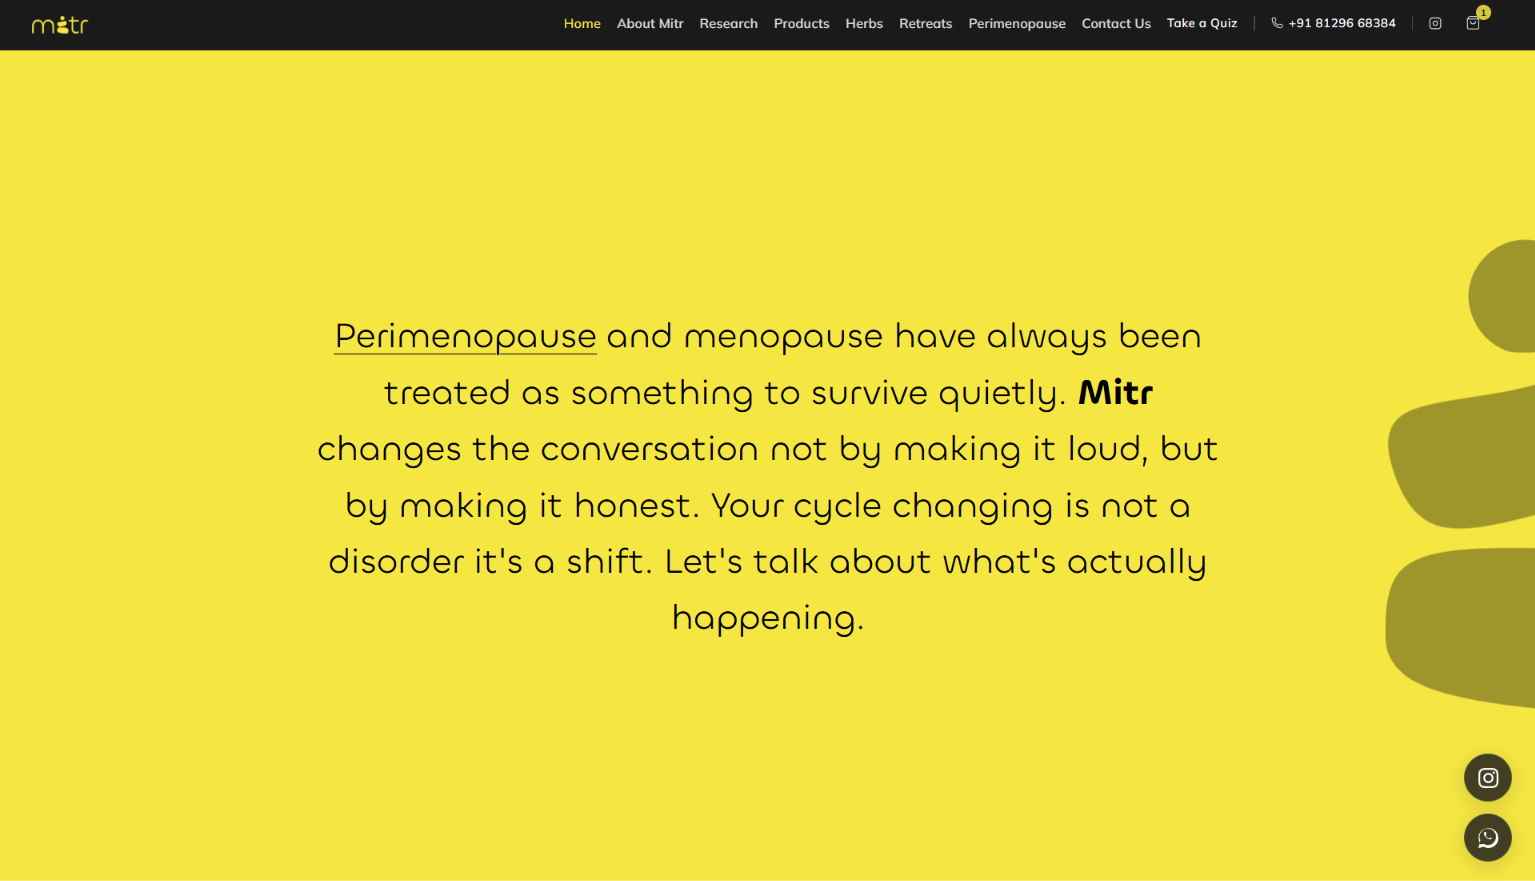 mitr
Home About Mitr Research Products Herbs Retreats Perimenopause Contact Us Take a Quiz +91 81296 68384 1
Perimenopause and menopause have always been
treated as something to survive quietly. Mitr
changes the conversation not by making it loud, but
by making it honest. Your cycle changing is not a
disorder it's a shift. Let's talk about what's actually
happening.